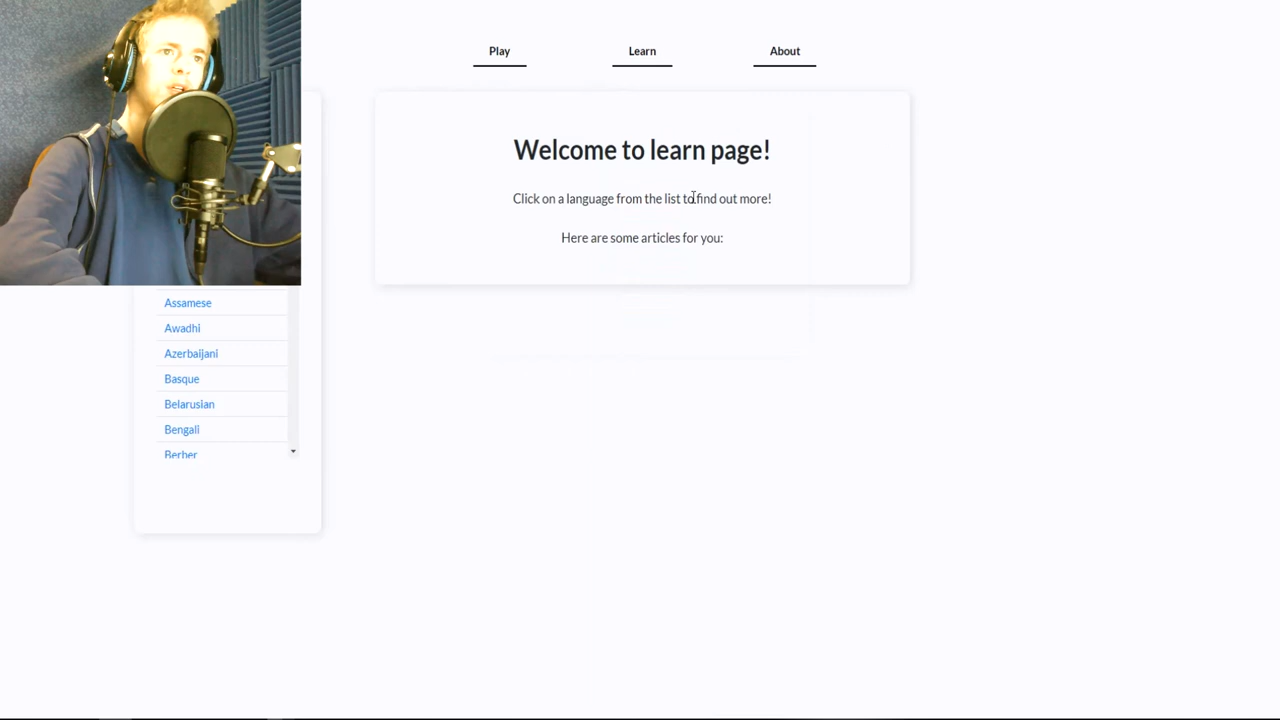 Play
Learn
About
Welcome to learn page!
Click on a language from the list to find out more!
Here are some articles for you:
Assamese
Awadhi
Azerbaijani
Basque
Belarusian
Bengali
Berber